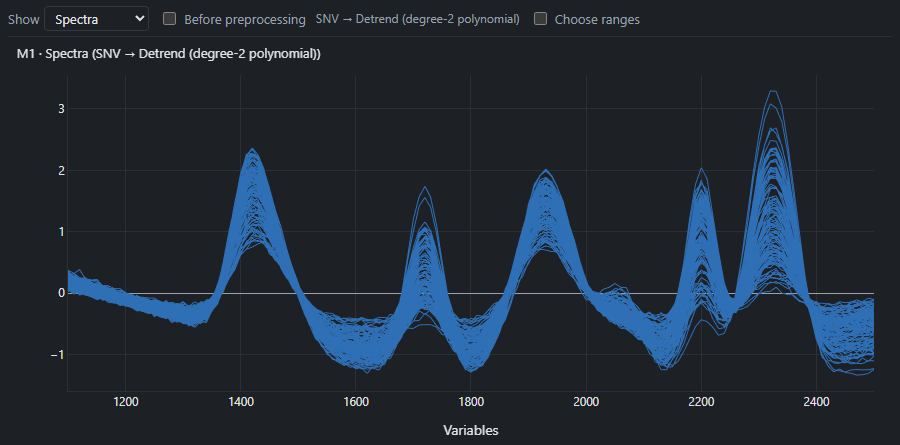 Show Spectra Before preprocessing SNV → Detrend (degree-2 polynomial) Choose ranges
M1 · Spectra (SNV → Detrend (degree-2 polynomial))
3
2
1
0
−1
1200 1400 1600 1800 2000 2200 2400
Variables